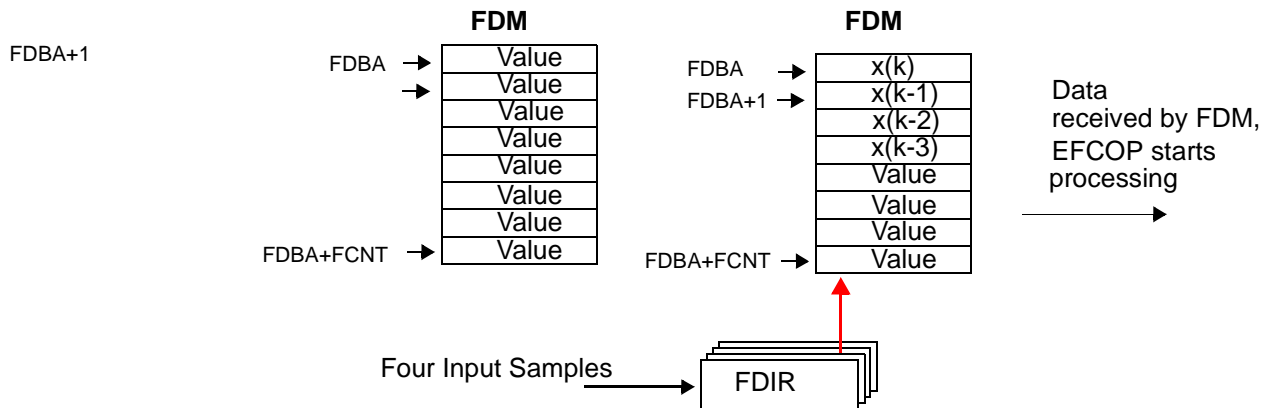 FDM
FDM
FDBA+1
FDBA
Value
Value
Value
Value
Value
Value
Value
FDBA+FCNT
Value
FDBA
x(k)
FDBA+1
x(k-1)
x(k-2)
x(k-3)
Value
Value
Value
FDBA+FCNT
Value
Data
received by FDM,
EFCOP starts
processing
Four Input Samples
FDIR